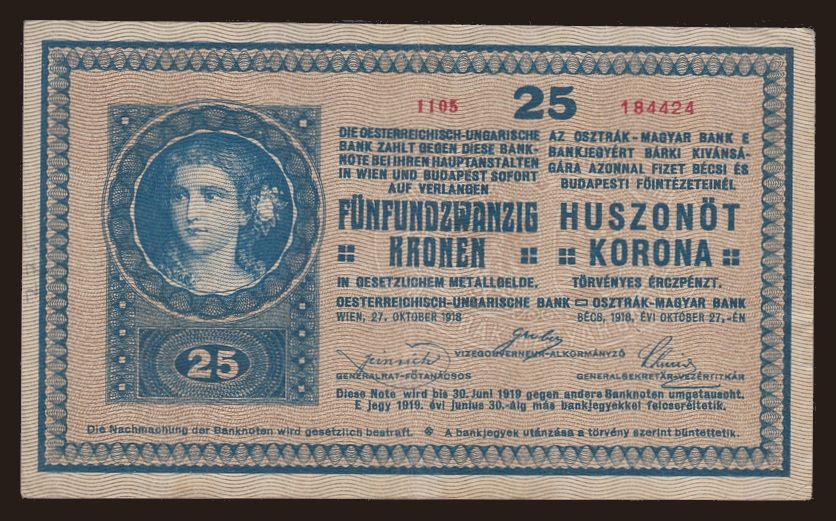 1105 25 184424
DIE OESTERREICHISCH-UNGARISCHE
BANK ZAHLT GEGEN DIESE BANK-
NOTE BEI IHREN HAUPTANSTALTEN
IN WIEN UND BUDAPEST SOFORT
AUF VERLANGEN
FÜNFUNDZWANZIG
KRONEN
IN GESETZLICHEM METALLGELDE.
AZ OSZTRÁK-MAGYAR BANK E
BANKJEGYÉRT BÁRKI KIVÁNSÁ-
GÁRA AZONNAL FIZET BÉCSI ÉS
BUDAPESTI FŐINTÉZETEINÉL
HUSZONÖT
KORONA
TÖRVÉNYES ÉRCZPÉNZT.
OESTERREICHISCH-UNGARISCHE BANK OSZTRÁK-MAGYAR BANK
WIEN, 27. OKTOBER 1918 BÉCS, 1918. ÉVI OKTÓBER 27.-ÉN
VIZEGOUVERNEUR-ALKORMÁNYZÓ
GENERALRAT-FŐTANÁCSOS GENERALSEKRETÄR-VEZÉRTITKÁR
25
Diese Note wird bis 30. Juni 1919 gegen andere Banknoten umgetauscht.
E jegy 1919. évi junius 30.-áig más bankjegyekkel felcseréltetik.
Die Nachmachung der Banknoten wird gesetzlich bestraft. A bankjegyek utánzása a törvény szerint büntettetik.